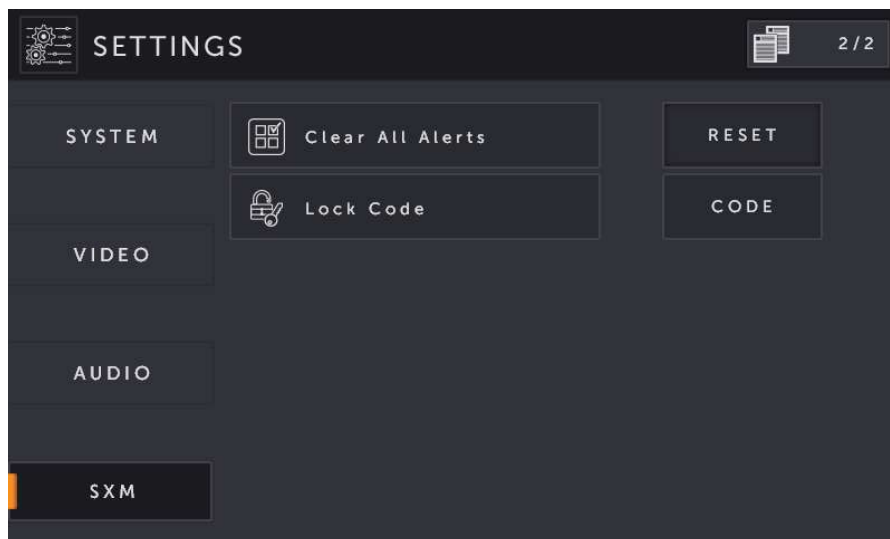 SETTINGS
2/2
SYSTEM
Clear All Alerts
RESET
Lock Code
CODE
VIDEO
AUDIO
SXM